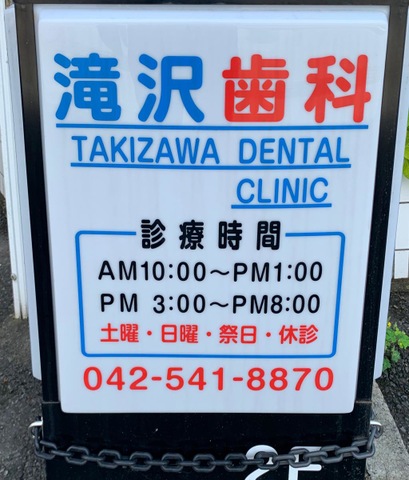 滝沢歯科
TAKIZAWA DENTAL
CLINIC
診療時間
AM10:00～PM1:00
PM 3:00～PM8:00
土曜・日曜・祭日・休診
042-541-8870
2F